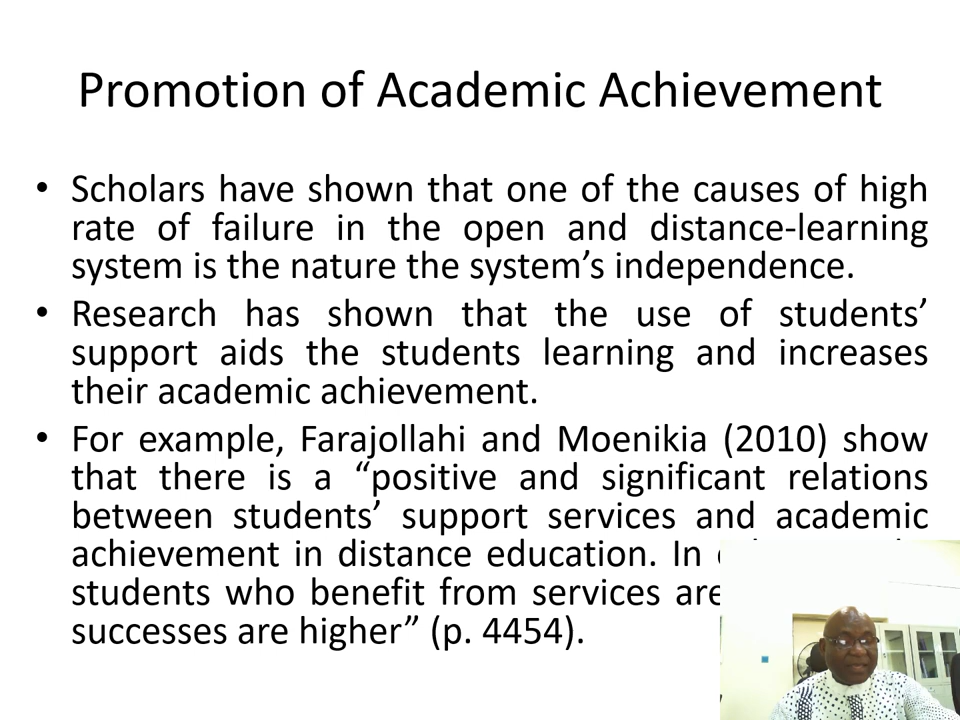 Promotion of Academic Achievement
• Scholars have shown that one of the causes of high
rate of failure in the open and distance-learning
system is the nature the system’s independence.
• Research has shown that the use of students’
support aids the students learning and increases
their academic achievement.
• For example, Farajollahi and Moenikia (2010) show
that there is a “positive and significant relations
between students’ support services and academic
achievement in distance education. In
students who benefit from services are
successes are higher” (p. 4454).